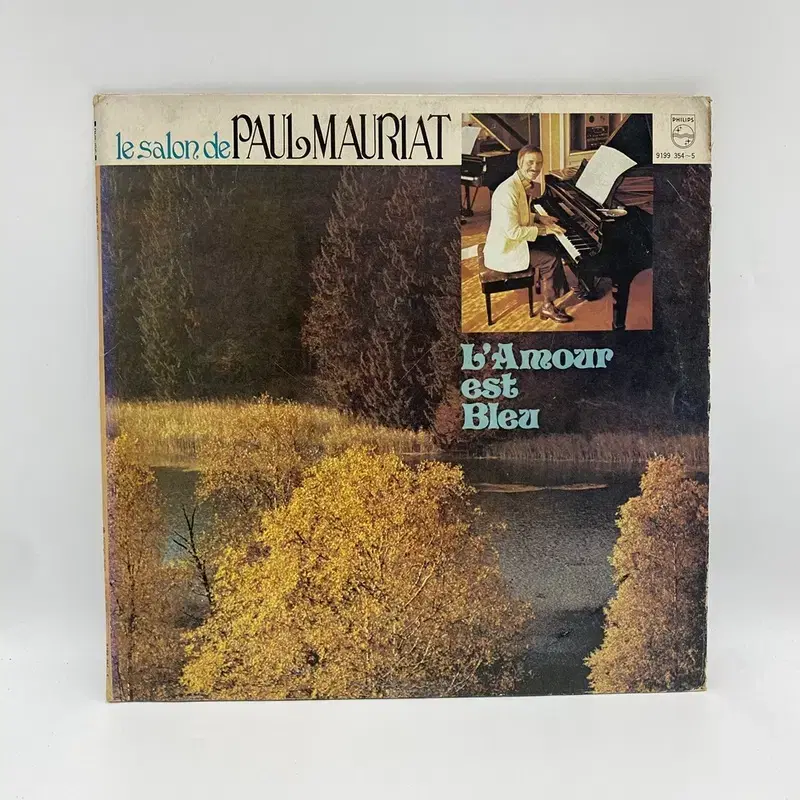 le salon de PAUL MAURIAT
PHILIPS
9199 354~5
L'Amour
est
Bleu